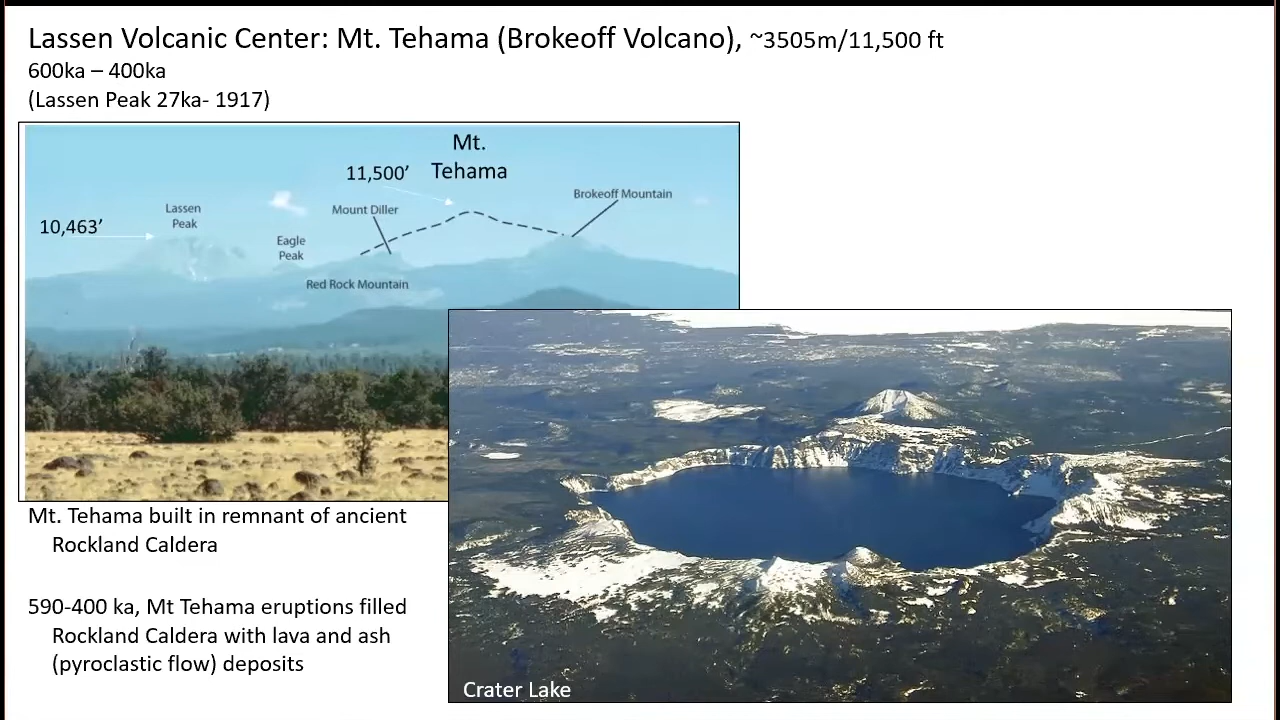 Lassen Volcanic Center: Mt. Tehama (Brokeoff Volcano), ~3505m/11,500 ft
600ka – 400ka
(Lassen Peak 27ka- 1917)
Mt.
Tehama
11,500’
Brokeoff Mountain
Mount Diller
Lassen
Peak
10,463’
Eagle
Peak
Red Rock Mountain
Mt. Tehama built in remnant of ancient
Rockland Caldera
590-400 ka, Mt Tehama eruptions filled
Rockland Caldera with lava and ash
(pyroclastic flow) deposits
Crater Lake